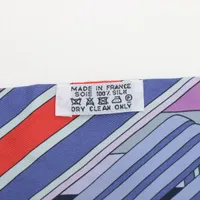 MADE IN FRANCE
SOIE 100% SILK
DRY CLEAN ONLY